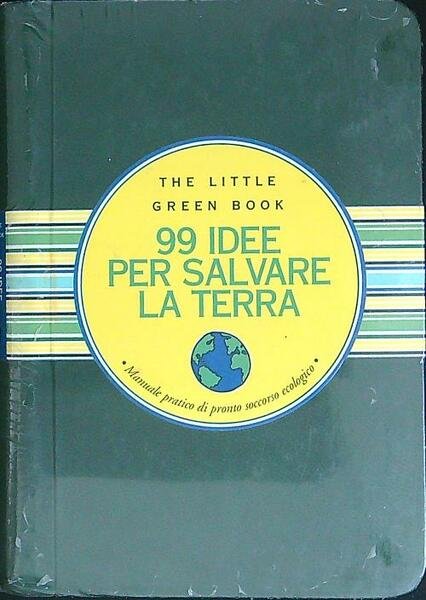 THE LITTLE
GREEN BOOK
99 IDEE
PER SALVARE
LA TERRA
• Manuale pratico di pronto soccorso ecologico •